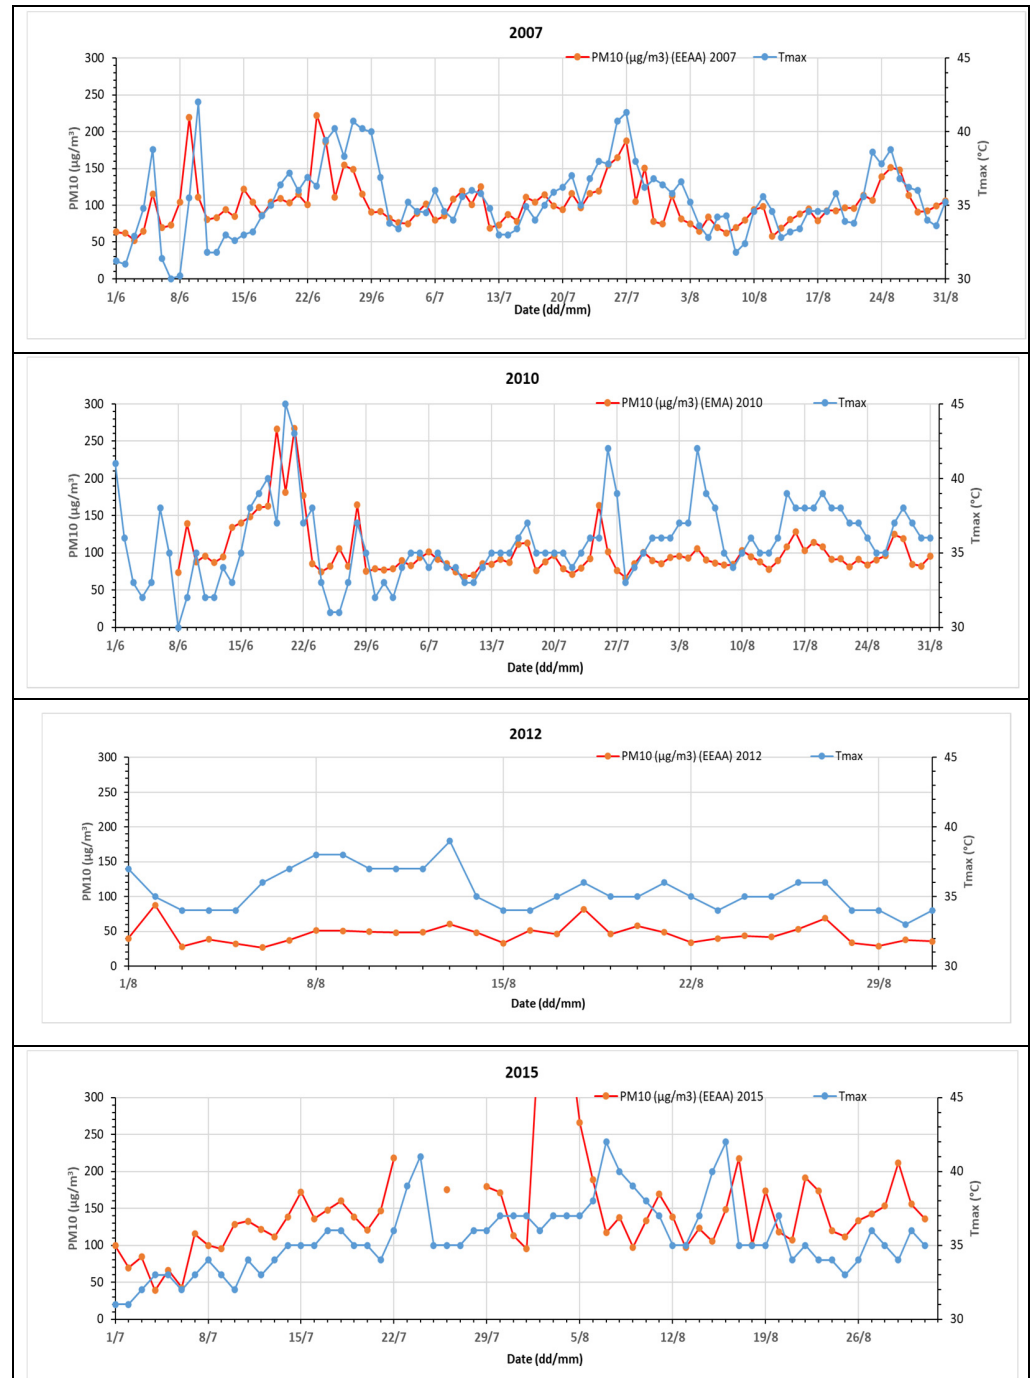 2007
PM10 (µg/m3) (EEAA) 2007 Tmax
PM10 (µg/m³)
300
250
200
150
100
50
0
45
40
35
30
Tmax (°C)
1/6 8/6 15/6 22/6 29/6 6/7 13/7 20/7 27/7 3/8 10/8 17/8 24/8 31/8
Date (dd/mm)
2010
PM10 (µg/m3) (EMA) 2010 Tmax
PM10 (µg/m³)
300
250
200
150
100
50
0
45
40
35
30
Tmax (°C)
1/6 8/6 15/6 22/6 29/6 6/7 13/7 20/7 27/7 3/8 10/8 17/8 24/8 31/8
Date (dd/mm)
2012
PM10 (µg/m3) (EEAA) 2012 Tmax
PM10 (µg/m³)
300
250
200
150
100
50
0
45
40
35
30
Tmax (°C)
1/8 8/8 15/8 22/8 29/8
Date (dd/mm)
2015
PM10 (µg/m3) (EEAA) 2015 Tmax
PM10 (µg/m³)
300
250
200
150
100
50
0
45
40
35
30
Tmax (°C)
1/7 8/7 15/7 22/7 29/7 5/8 12/8 19/8 26/8
Date (dd/mm)